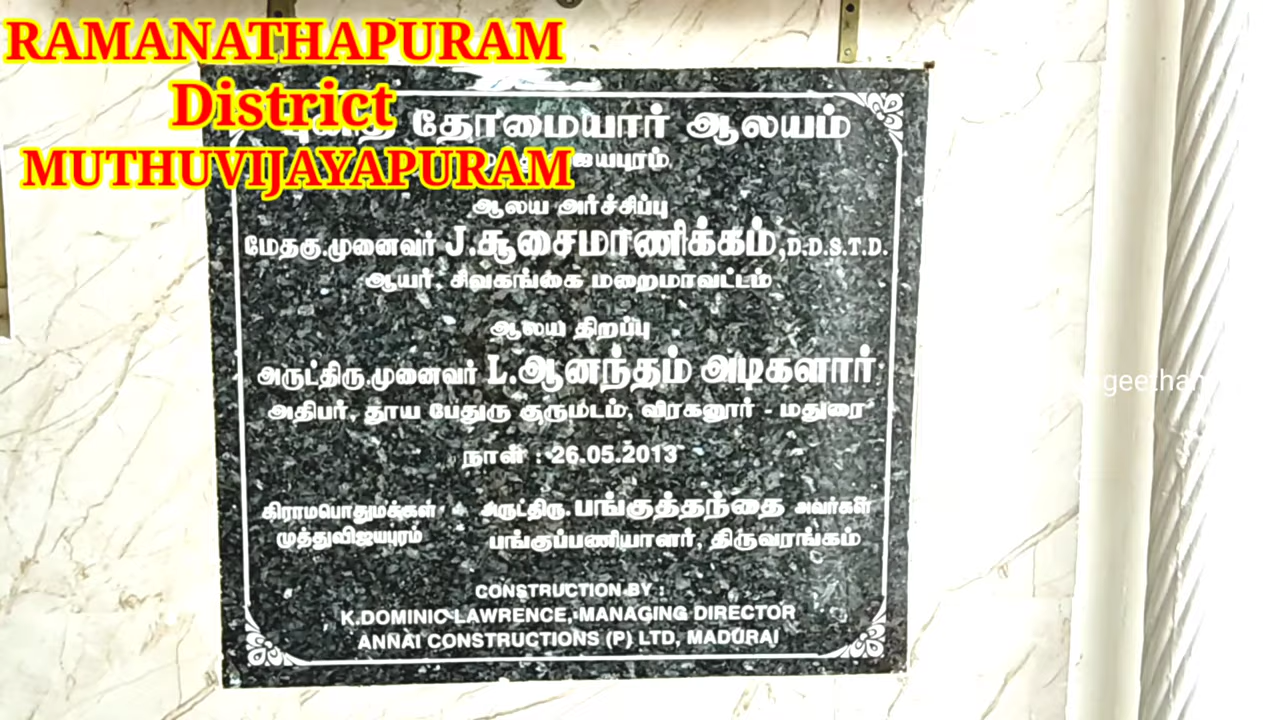 RAMANATHAPURAM
District
MUTHUVIJAYAPURAM
தோமையார் ஆலயம்
ஆலய அர்ச்சிப்பு
மேதகு.முனைவர் J.சூசைமாணிக்கம்,D.D.S.T.D.
ஆயர், சிவகங்கை மறைமாவட்டம்
ஆலய திறப்பு
அருட்திரு.முனைவர் L.ஆனந்தம் அடிகளார்
அதிபர், தூய பேதுரு குருமடம், விரகனூர் - மதுரை
நாள் : 26.05.2013
கிராமபொதுமக்கள் & அருட்திரு.பங்குத்தந்தை அவர்கள்
முத்துவிஜயபுரம் பங்குப்பணியாளர், திருவரங்கம்
CONSTRUCTION BY :
K.DOMINIC LAWRENCE, MANAGING DIRECTOR
ANNAI CONSTRUCTIONS (P) LTD, MADURAI